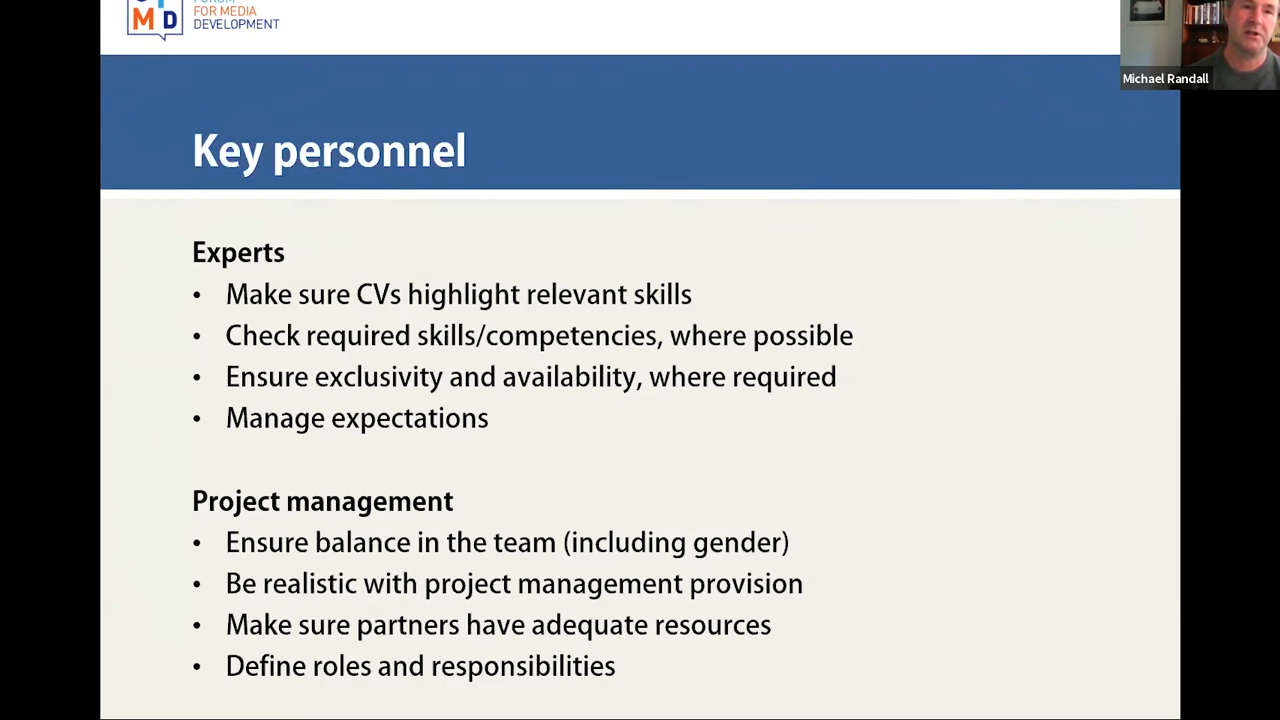 FOR MEDIA
DEVELOPMENT
M D
Michael Randall
Key personnel
Experts
• Make sure CVs highlight relevant skills
• Check required skills/competencies, where possible
• Ensure exclusivity and availability, where required
• Manage expectations
Project management
• Ensure balance in the team (including gender)
• Be realistic with project management provision
• Make sure partners have adequate resources
• Define roles and responsibilities